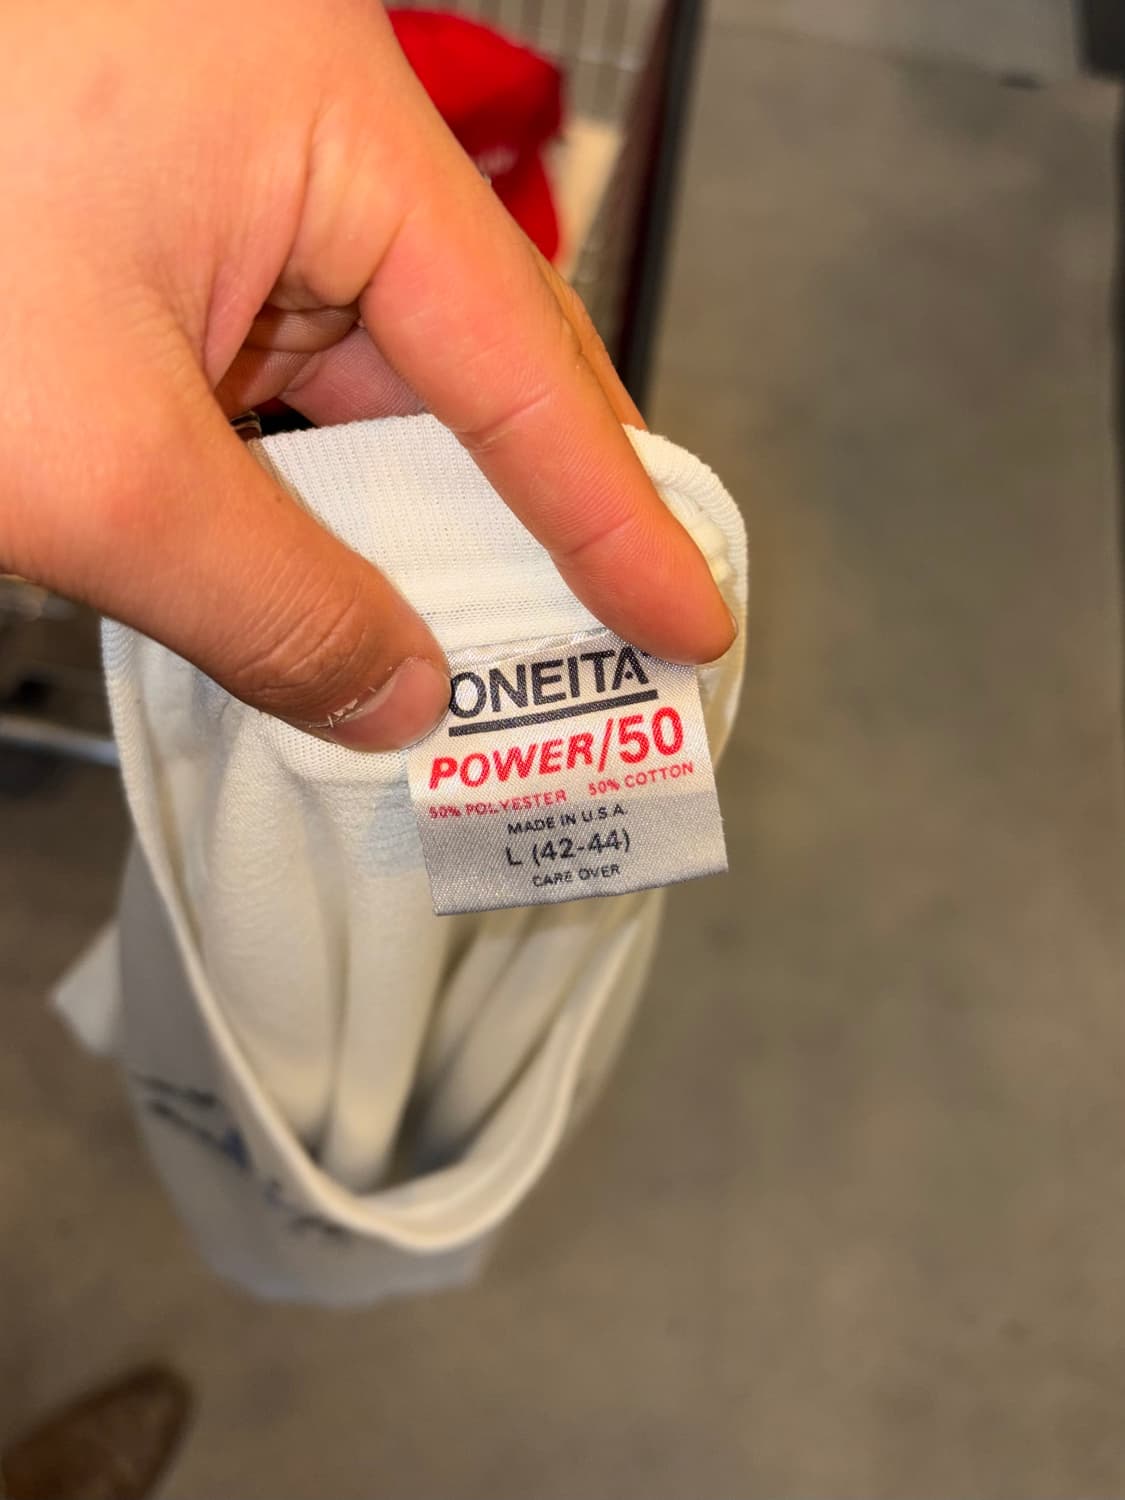 ONEITA
POWER/50
50% POLYESTER 50% COTTON
MADE IN U.S.A.
L (42-44)
CARE OVER